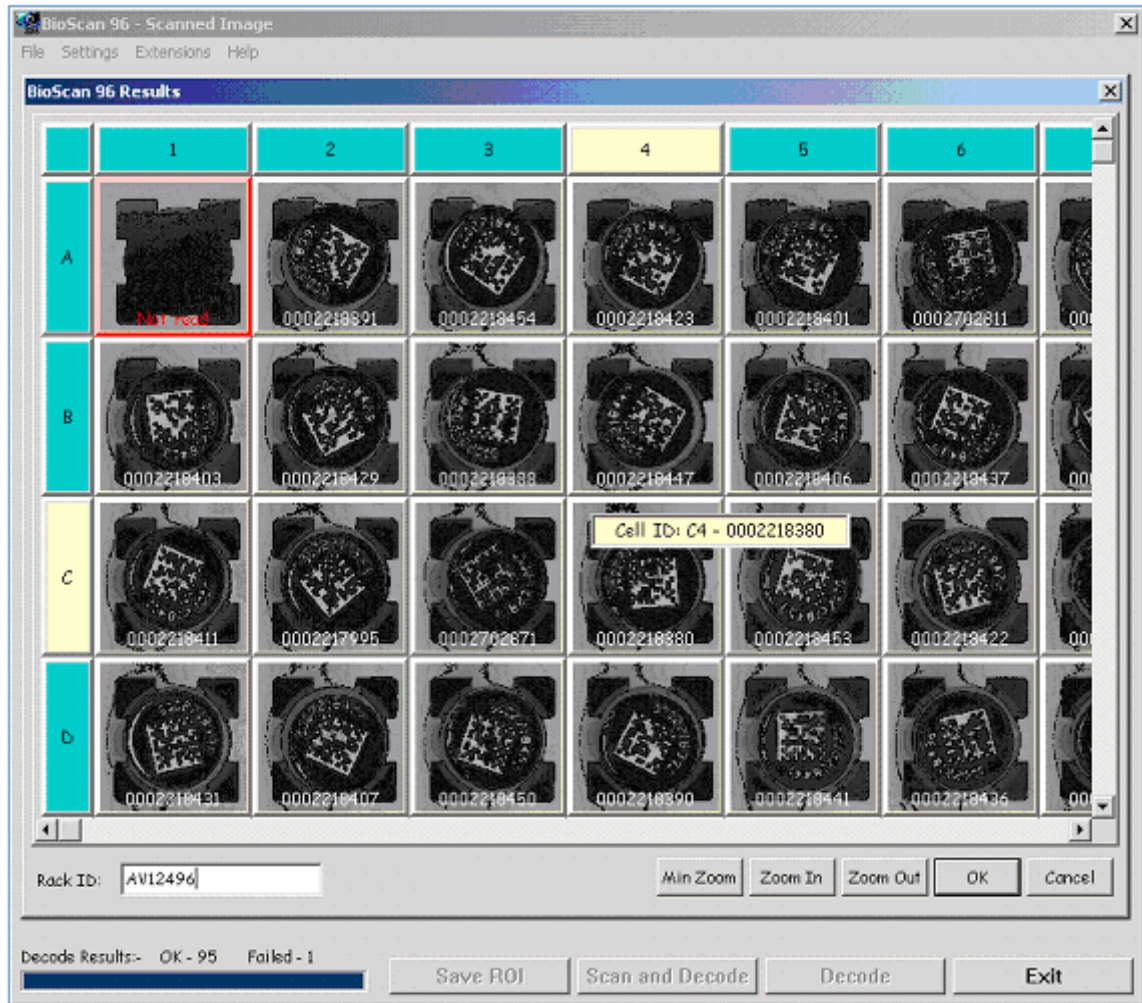 BioScan 96 - Scanned Image
File Settings Extensions Help
BioScan 96 Results
1 2 3 4 5 6
A
Not read 0002218391 0002218454 0002218423 0002218401 0002702811
B
0002218403 0002218429 0002218388 0002218447 0002218406 0002218437
Cell ID: C4 - 0002218380
C
0002218411 0002217995 0002702871 0002218380 0002218453 0002218422
D
0002218431 0002218407 0002218450 0002218390 0002218441 0002218436
Rack ID: AV12496 Min Zoom Zoom In Zoom Out OK Cancel
Decode Results:- OK - 95 Failed - 1
Save ROI Scan and Decode Decode Exit